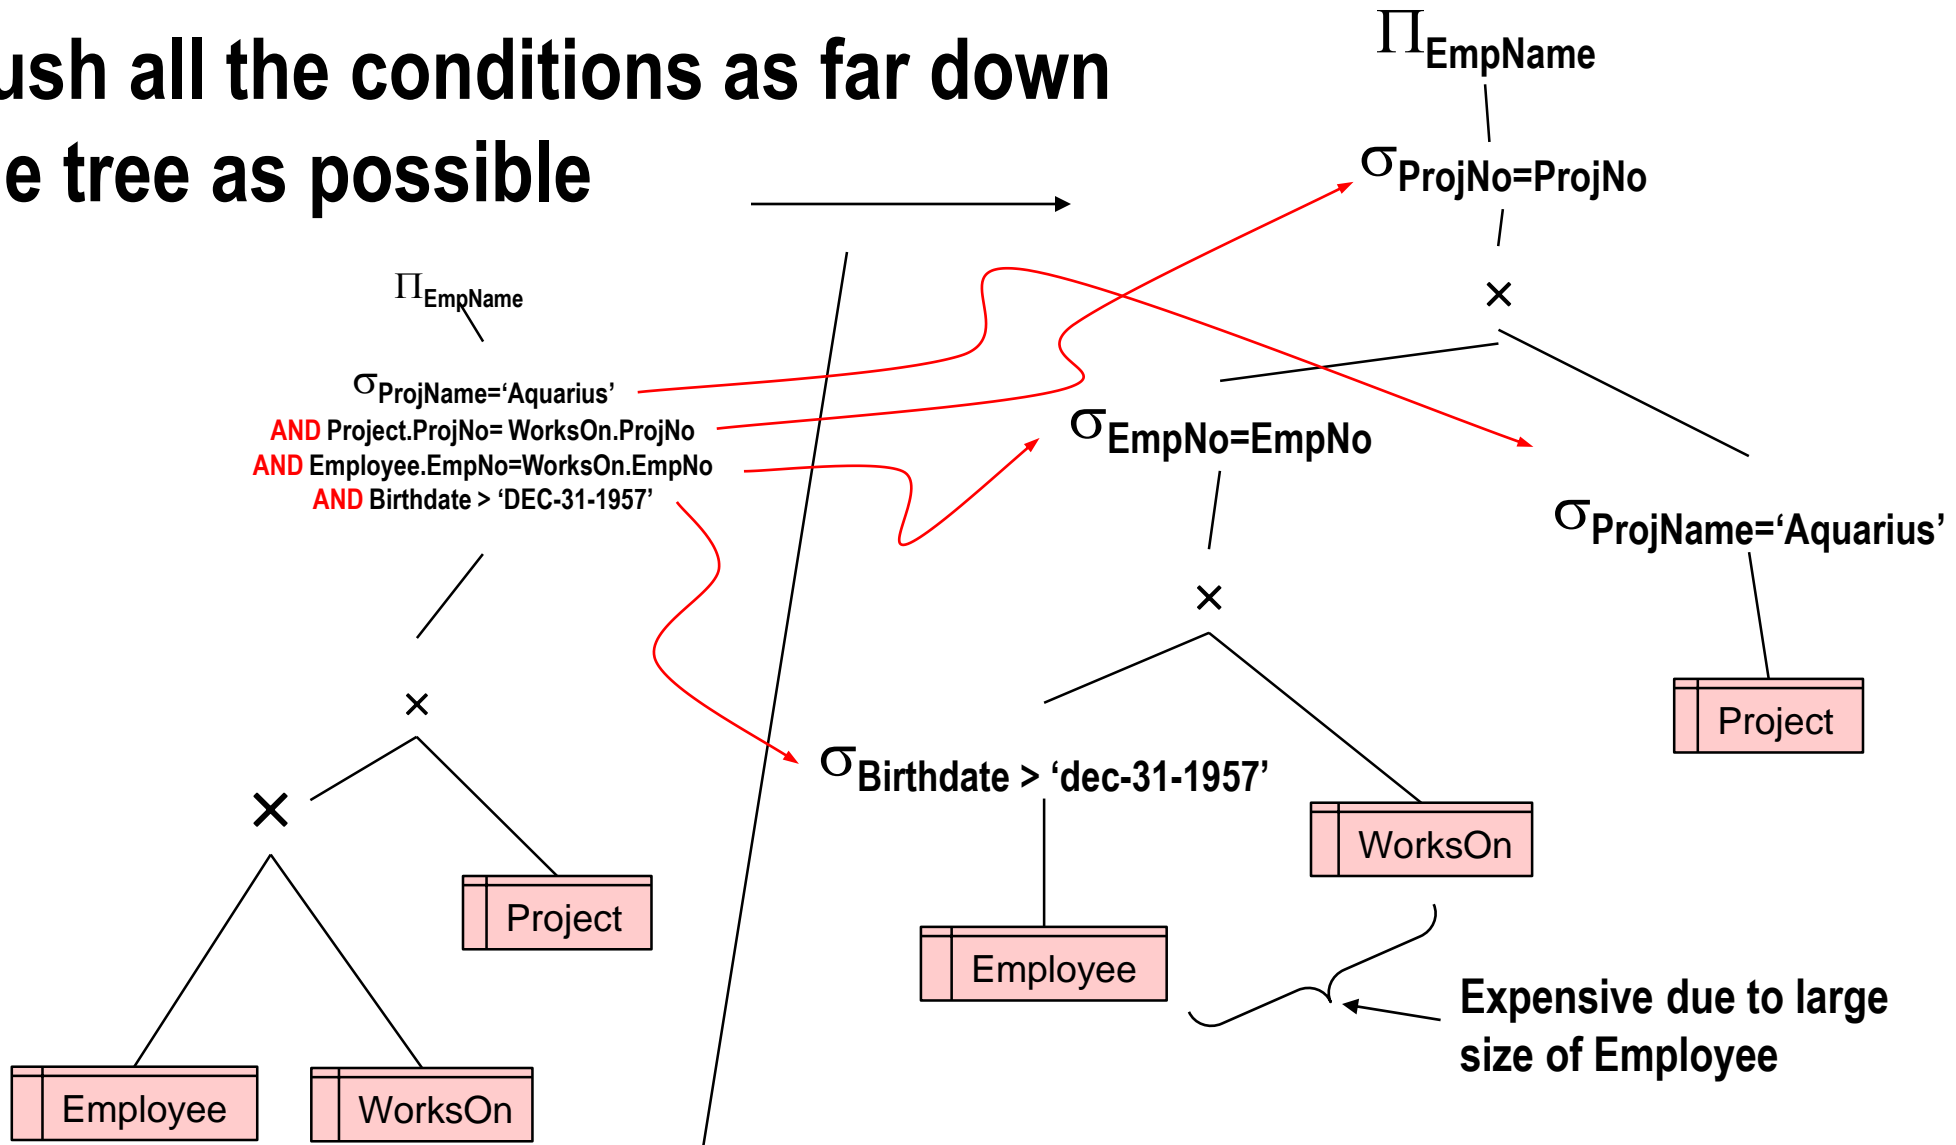 ush all the conditions as far down
e tree as possible
ΠEmpName
σProjName=‘Aquarius’
AND Project.ProjNo= WorksOn.ProjNo
AND Employee.EmpNo=WorksOn.EmpNo
AND Birthdate > ‘DEC-31-1957’
×
×
Project
Employee
WorksOn
ΠEmpName
σProjNo=ProjNo
×
σEmpNo=EmpNo
σProjName=‘Aquarius’
×
Project
σBirthdate > ‘dec-31-1957’
WorksOn
Employee
Expensive due to large
size of Employee